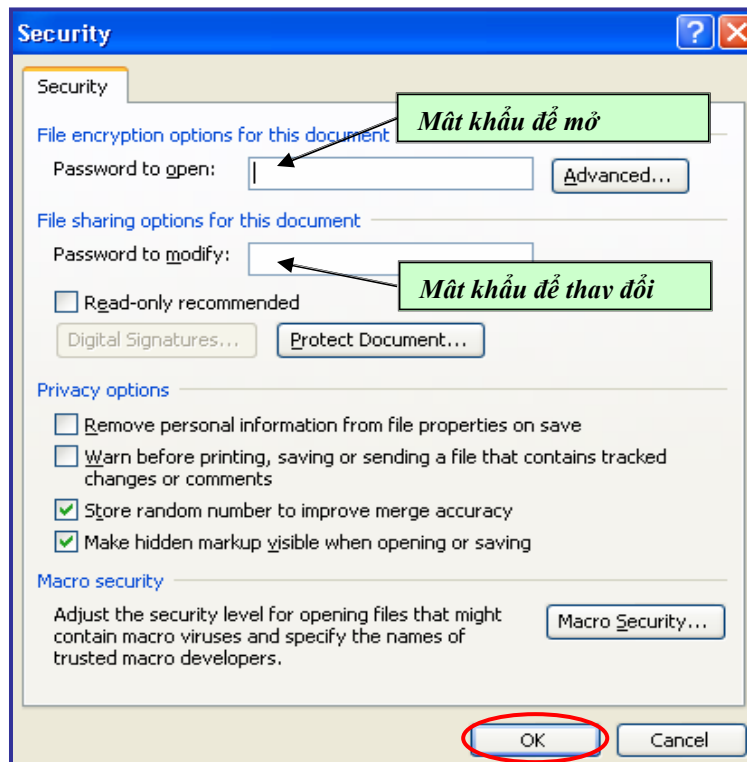 Security
Security
Mât khẩu để mở
File encryption options for this document
Password to open:
Advanced...
File sharing options for this document
Password to modify:
Mât khẩu để thav đổi
Read-only recommended
Digital Signatures...
Protect Document...
Privacy options
Remove personal information from file properties on save
Warn before printing, saving or sending a file that contains tracked
changes or comments
Store random number to improve merge accuracy
Make hidden markup visible when opening or saving
Macro security
Adjust the security level for opening files that might
contain macro viruses and specify the names of
trusted macro developers.
Macro Security...
OK
Cancel